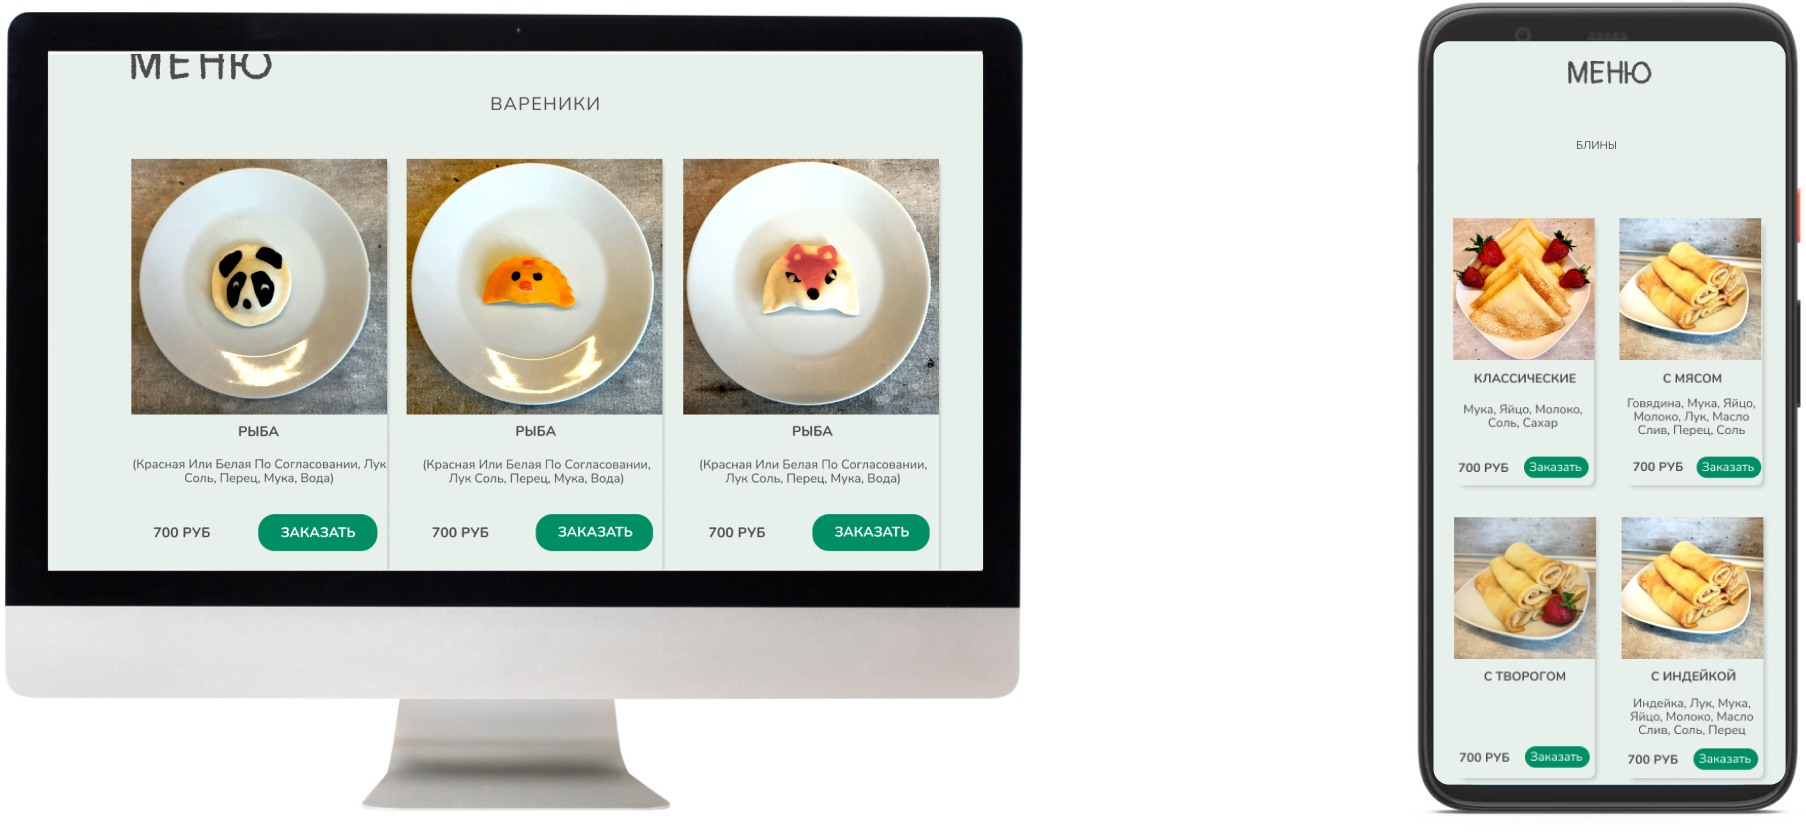 МЕНЮ
ВАРЕНИКИ
РЫБА
(Красная Или Белая По Согласовании, Лук
Соль, Перец, Мука, Вода)
700 РУБ
ЗАКАЗАТЬ
РЫБА
(Красная Или Белая По Согласовании,
Лук Соль, Перец, Мука, Вода)
700 РУБ
ЗАКАЗАТЬ
РЫБА
(Красная Или Белая По Согласовании,
Лук Соль, Перец, Мука, Вода)
700 РУБ
ЗАКАЗАТЬ
МЕНЮ
БЛИНЫ
КЛАССИЧЕСКИЕ
Мука, Яйцо, Молоко,
Соль, Сахар
700 РУБ
Заказать
С МЯСОМ
Говядина, Мука, Яйцо,
Молоко, Лук, Масло
Слив, Перец, Соль
700 РУБ
Заказать
С ТВОРОГОМ
700 РУБ
Заказать
С ИНДЕЙКОЙ
Индейка, Лук, Мука,
Яйцо, Молоко, Масло
Слив, Соль, Перец
700 РУБ
Заказать